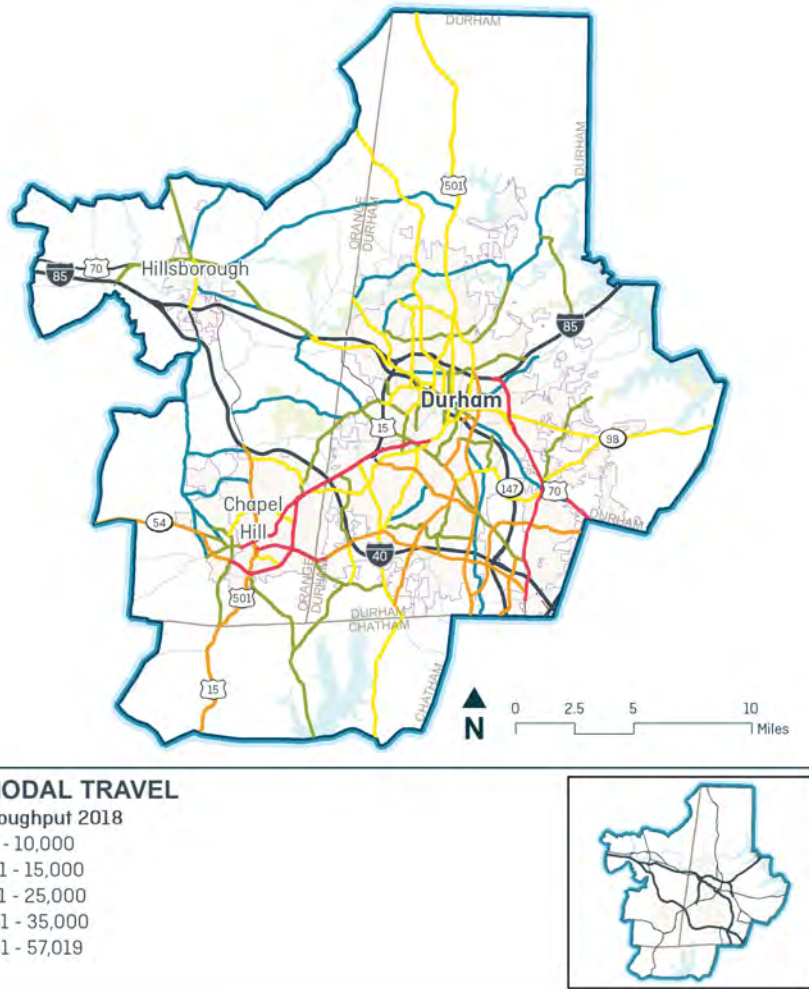 DURHAM
DURHAM
501
ORANGE
DURHAM
70
85
Hillsborough
85
Durham
15
98
147
70
Chapel
Hill
54
DURHAM
40
501
ORANGE
DURHAM
DURHAM
CHATHAM
15
CHATHAM
N
0 2.5 5 10
Miles
MODAL TRAVEL
oughput 2018
- 10,000
1 - 15,000
1 - 25,000
1 - 35,000
1 - 57,019